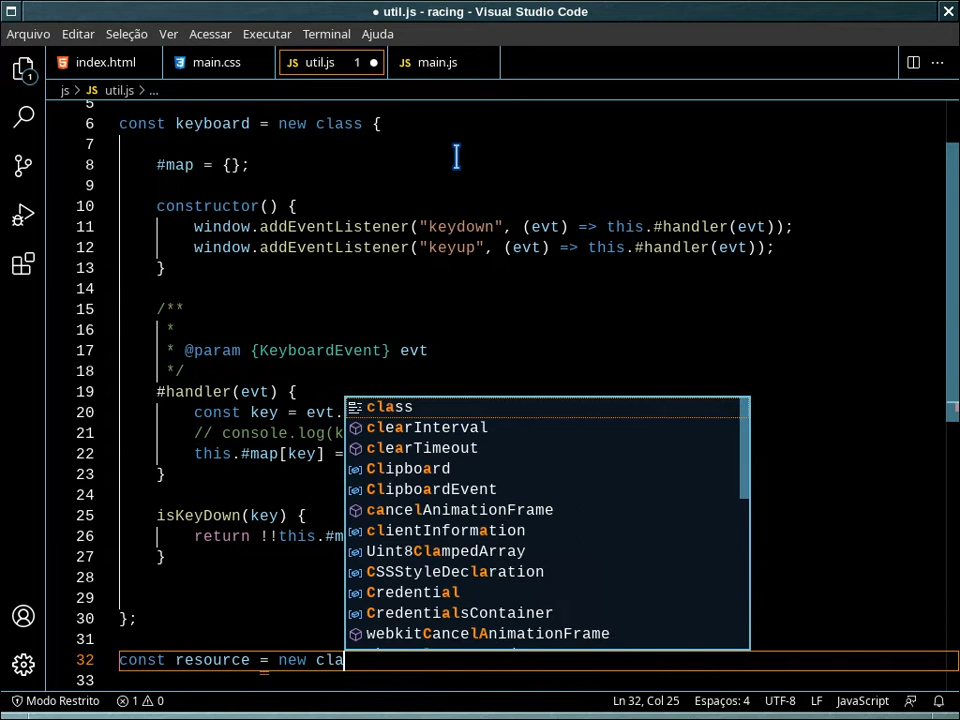 ● util.js - racing - Visual Studio Code
Arquivo Editar Seleção Ver Acessar Executar Terminal Ajuda
index.html main.css JS util.js 1 ● JS main.js ···
js > JS util.js > ...
5
6 const keyboard = new class {
7
8 #map = {};
9
10 constructor() {
11 window.addEventListener("keydown", (evt) => this.#handler(evt));
12 window.addEventListener("keyup", (evt) => this.#handler(evt));
13 }
14
15 /**
16 *
17 * @param {KeyboardEvent} evt
18 */
19 #handler(evt) {
20 const key = evt.
21 // console.log(k
22 this.#map[key] =
23 }
24
25 isKeyDown(key) {
26 return !!this.#m
27 }
28
29
30 };
31
32 const resource = new cla
33
class
clearInterval
clearTimeout
Clipboard
ClipboardEvent
cancelAnimationFrame
clientInformation
Uint8ClampedArray
CSSStyleDeclaration
Credential
CredentialsContainer
webkitCancelAnimationFrame
1
Modo Restrito 1 0 Ln 32, Col 25 Espaços: 4 UTF-8 LF JavaScript